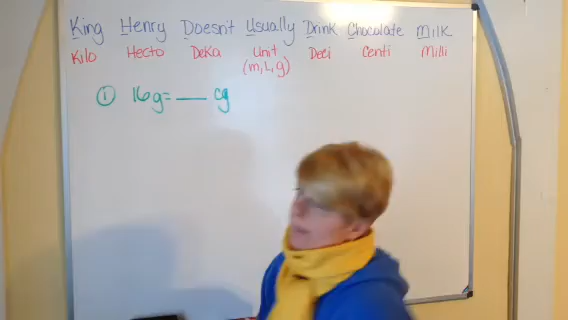 King Henry Doesn't Usually Drink Chocolate Milk
Kilo Hecto Deka Unit Deci Centi Milli
(m, L, g)
① 16g = ___ cg